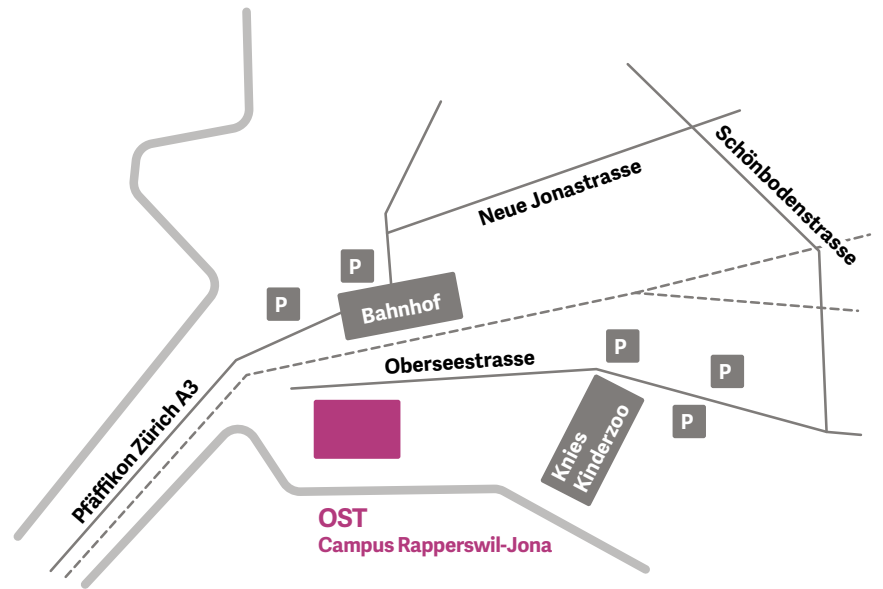 Schönbodenstrasse
Neue Jonastrasse
P
P
Bahnhof
P
Oberseestrasse
P
Pfäffikon Zürich A3
P
Knies
Kinderzoo
OST
Campus Rapperswil-Jona